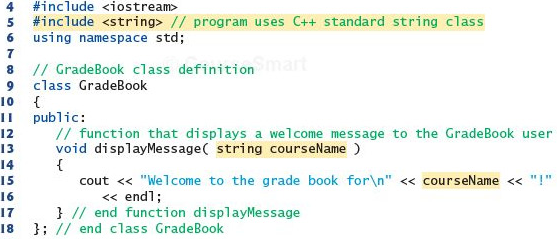 4 #include <iostream>
5 #include <string> // program uses C++ standard string class
6 using namespace std;
7
8 // GradeBook class definition
9 class GradeBook
10 {
11 public:
12 // function that displays a welcome message to the GradeBook user
13 void displayMessage( string courseName )
14 {
15 cout << "Welcome to the grade book for\n" << courseName << "!"
16 << endl;
17 } // end function displayMessage
18 }; // end class GradeBook